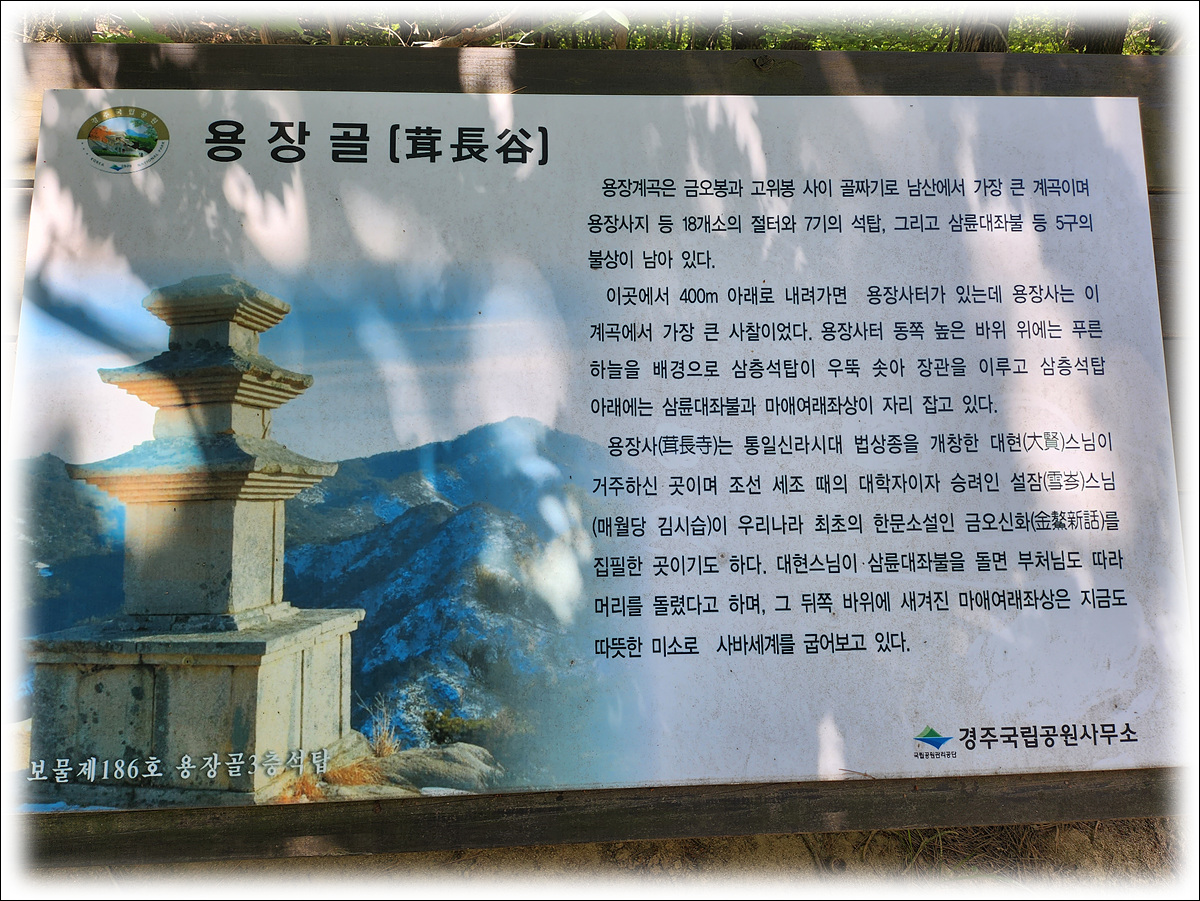 용장골 (茸長谷)
용장계곡은 금오봉과 고위봉 사이 골짜기로 남산에서 가장 큰 계곡이며
용장사지 등 18개소의 절터와 7기의 석탑, 그리고 삼륜대좌불 등 5구의
불상이 남아 있다.
이곳에서 400m 아래로 내려가면 용장사터가 있는데 용장사는 이
계곡에서 가장 큰 사찰이었다. 용장사터 동쪽 높은 바위 위에는 푸른
하늘을 배경으로 삼층석탑이 우뚝 솟아 장관을 이루고 삼층석탑
아래에는 삼륜대좌불과 마애여래좌상이 자리 잡고 있다.
용장사(茸長寺)는 통일신라시대 법상종을 개창한 대현(大賢)스님이
거주하신 곳이며 조선 세조 때의 대학자이자 승려인 설잠(雪岑)스님
(매월당 김시습)이 우리나라 최초의 한문소설인 금오신화(金鰲新話)를
집필한 곳이기도 하다. 대현스님이 삼륜대좌불을 돌면 부처님도 따라
머리를 돌렸다고 하며, 그 뒤쪽 바위에 새겨진 마애여래좌상은 지금도
따뜻한 미소로 사바세계를 굽어보고 있다.
보물제186호 용장골3층석탑
국립공원관리공단 경주국립공원사무소